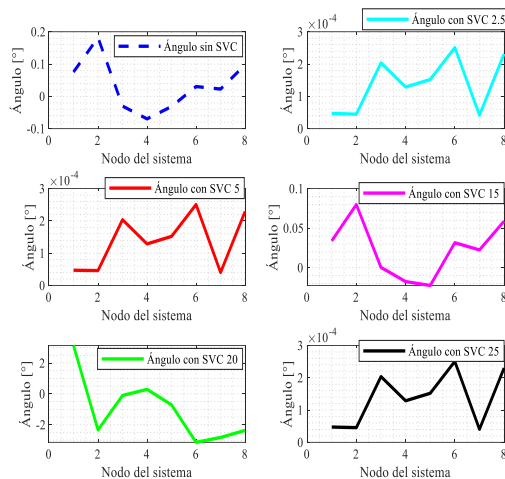 0.2
0.1
0
-0.1
Ángulo [°]
Ángulo sin SVC
0 2 4 6 8
Nodo del sistema
×10⁻⁴
3
2
1
0
Ángulo [°]
Ángulo con SVC 2.5
0 2 4 6 8
Nodo del sistema
×10⁻⁴
3
2
1
0
Ángulo [°]
Ángulo con SVC 5
0 2 4 6 8
Nodo del sistema
0.1
0.05
0
Ángulo [°]
Ángulo con SVC 15
0 2 4 6 8
Nodo del sistema
2
0
-2
Ángulo [°]
Ángulo con SVC 20
0 2 4 6 8
Nodo del sistema
×10⁻⁴
3
2
1
0
Ángulo [°]
Ángulo con SVC 25
0 2 4 6 8
Nodo del sistema